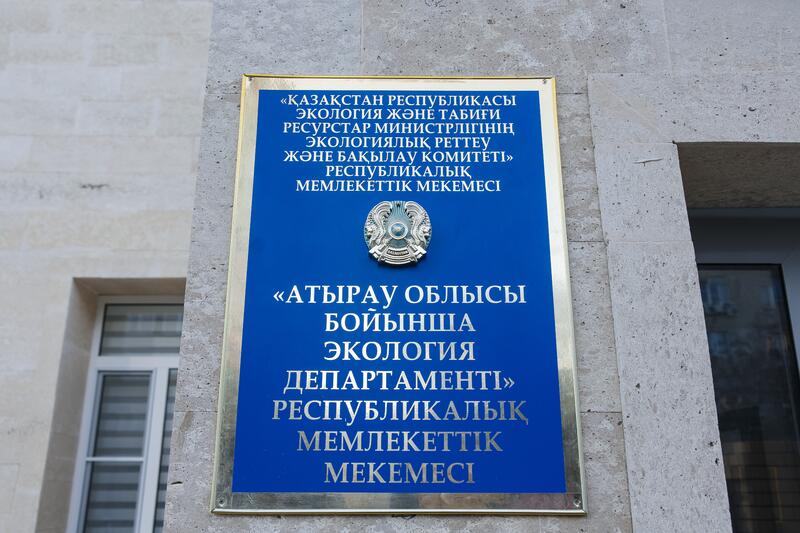 «ҚАЗАҚСТАН РЕСПУБЛИКАСЫ
ЭКОЛОГИЯ ЖӘНЕ ТАБИҒИ
РЕСУРСТАР МИНИСТРЛІГІНІҢ
ЭКОЛОГИЯЛЫҚ РЕТТЕУ
ЖӘНЕ БАҚЫЛАУ КОМИТЕТІ»
РЕСПУБЛИКАЛЫҚ
МЕМЛЕКЕТТІК МЕКЕМЕСІ
«АТЫРАУ ОБЛЫСЫ
БОЙЫНША
ЭКОЛОГИЯ
ДЕПАРТАМЕНТІ»
РЕСПУБЛИКАЛЫҚ
МЕМЛЕКЕТТІК
МЕКЕМЕСІ